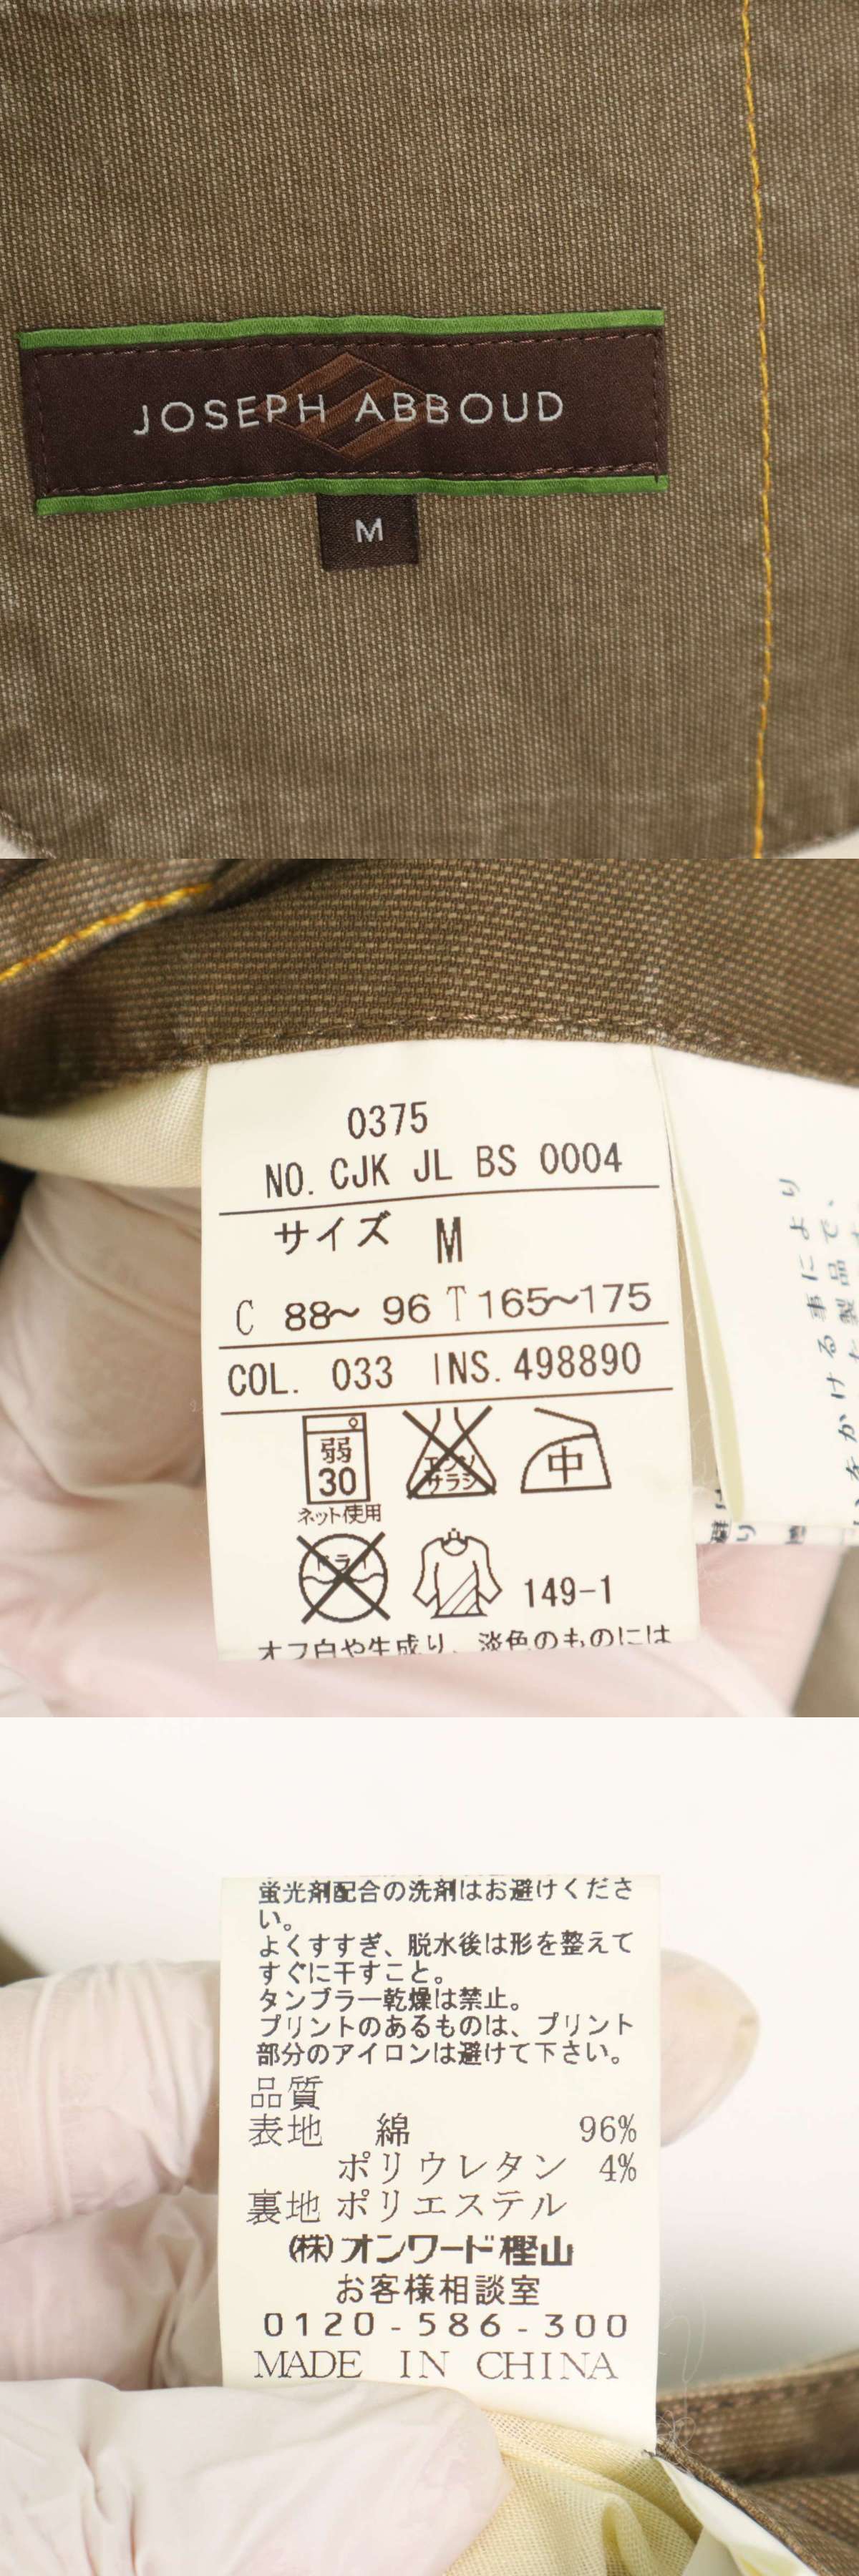 JOSEPH ABBOUD
M
0375
NO. CJK JL BS 0004
サイズ M
C 88～ 96 T 165～175
COL. 033 INS. 498890
弱
30
ネット使用
エンソ
サラシ
中
ドライ
149-1
オフ白や生成り、淡色のものには
蛍光剤配合の洗剤はお避けくださ
い。
よくすすぎ、脱水後は形を整えて
すぐに干すこと。
タンブラー乾燥は禁止。
プリントのあるものは、プリント
部分のアイロンは避けて下さい。
品質
表地 綿 96%
ポリウレタン 4%
裏地 ポリエステル
(株)オンワード樫山
お客様相談室
0120-586-300
MADE IN CHINA